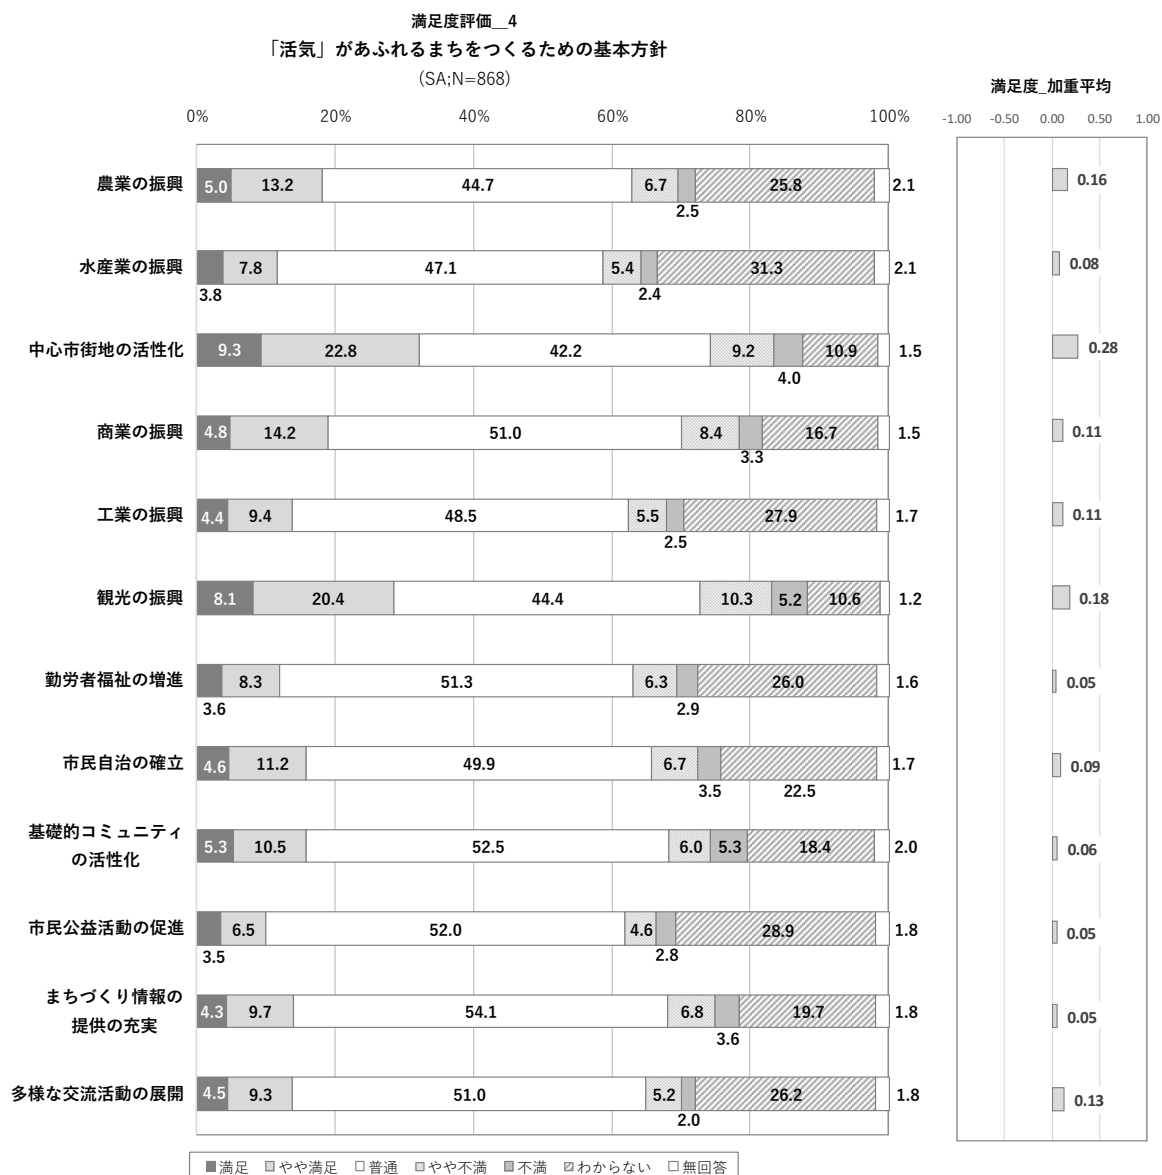 満足度評価__4
「活気」があふれるまちをつくるための基本方針
(SA;N=868)
満足度_加重平均
0% 20% 40% 60% 80% 100%
-1.00 -0.50 0.00 0.50 1.00
農業の振興 5.0 13.2 44.7 6.7 25.8 2.1 0.16
2.5
水産業の振興 7.8 47.1 5.4 31.3 2.1 0.08
3.8 2.4
中心市街地の活性化 9.3 22.8 42.2 9.2 10.9 1.5 0.28
4.0
商業の振興 4.8 14.2 51.0 8.4 16.7 1.5 0.11
3.3
工業の振興 4.4 9.4 48.5 5.5 27.9 1.7 0.11
2.5
観光の振興 8.1 20.4 44.4 10.3 5.2 10.6 1.2 0.18
勤労者福祉の増進 8.3 51.3 6.3 26.0 1.6 0.05
3.6 2.9
市民自治の確立 4.6 11.2 49.9 6.7 1.7 0.09
3.5 22.5
基礎的コミュニティ
の活性化 5.3 10.5 52.5 6.0 5.3 18.4 2.0 0.06
市民公益活動の促進 6.5 52.0 4.6 28.9 1.8 0.05
3.5 2.8
まちづくり情報の
提供の充実 4.3 9.7 54.1 6.8 19.7 1.8 0.05
3.6
多様な交流活動の展開 4.5 9.3 51.0 5.2 26.2 1.8 0.13
2.0
満足 やや満足 普通 やや不満 不満 わからない 無回答